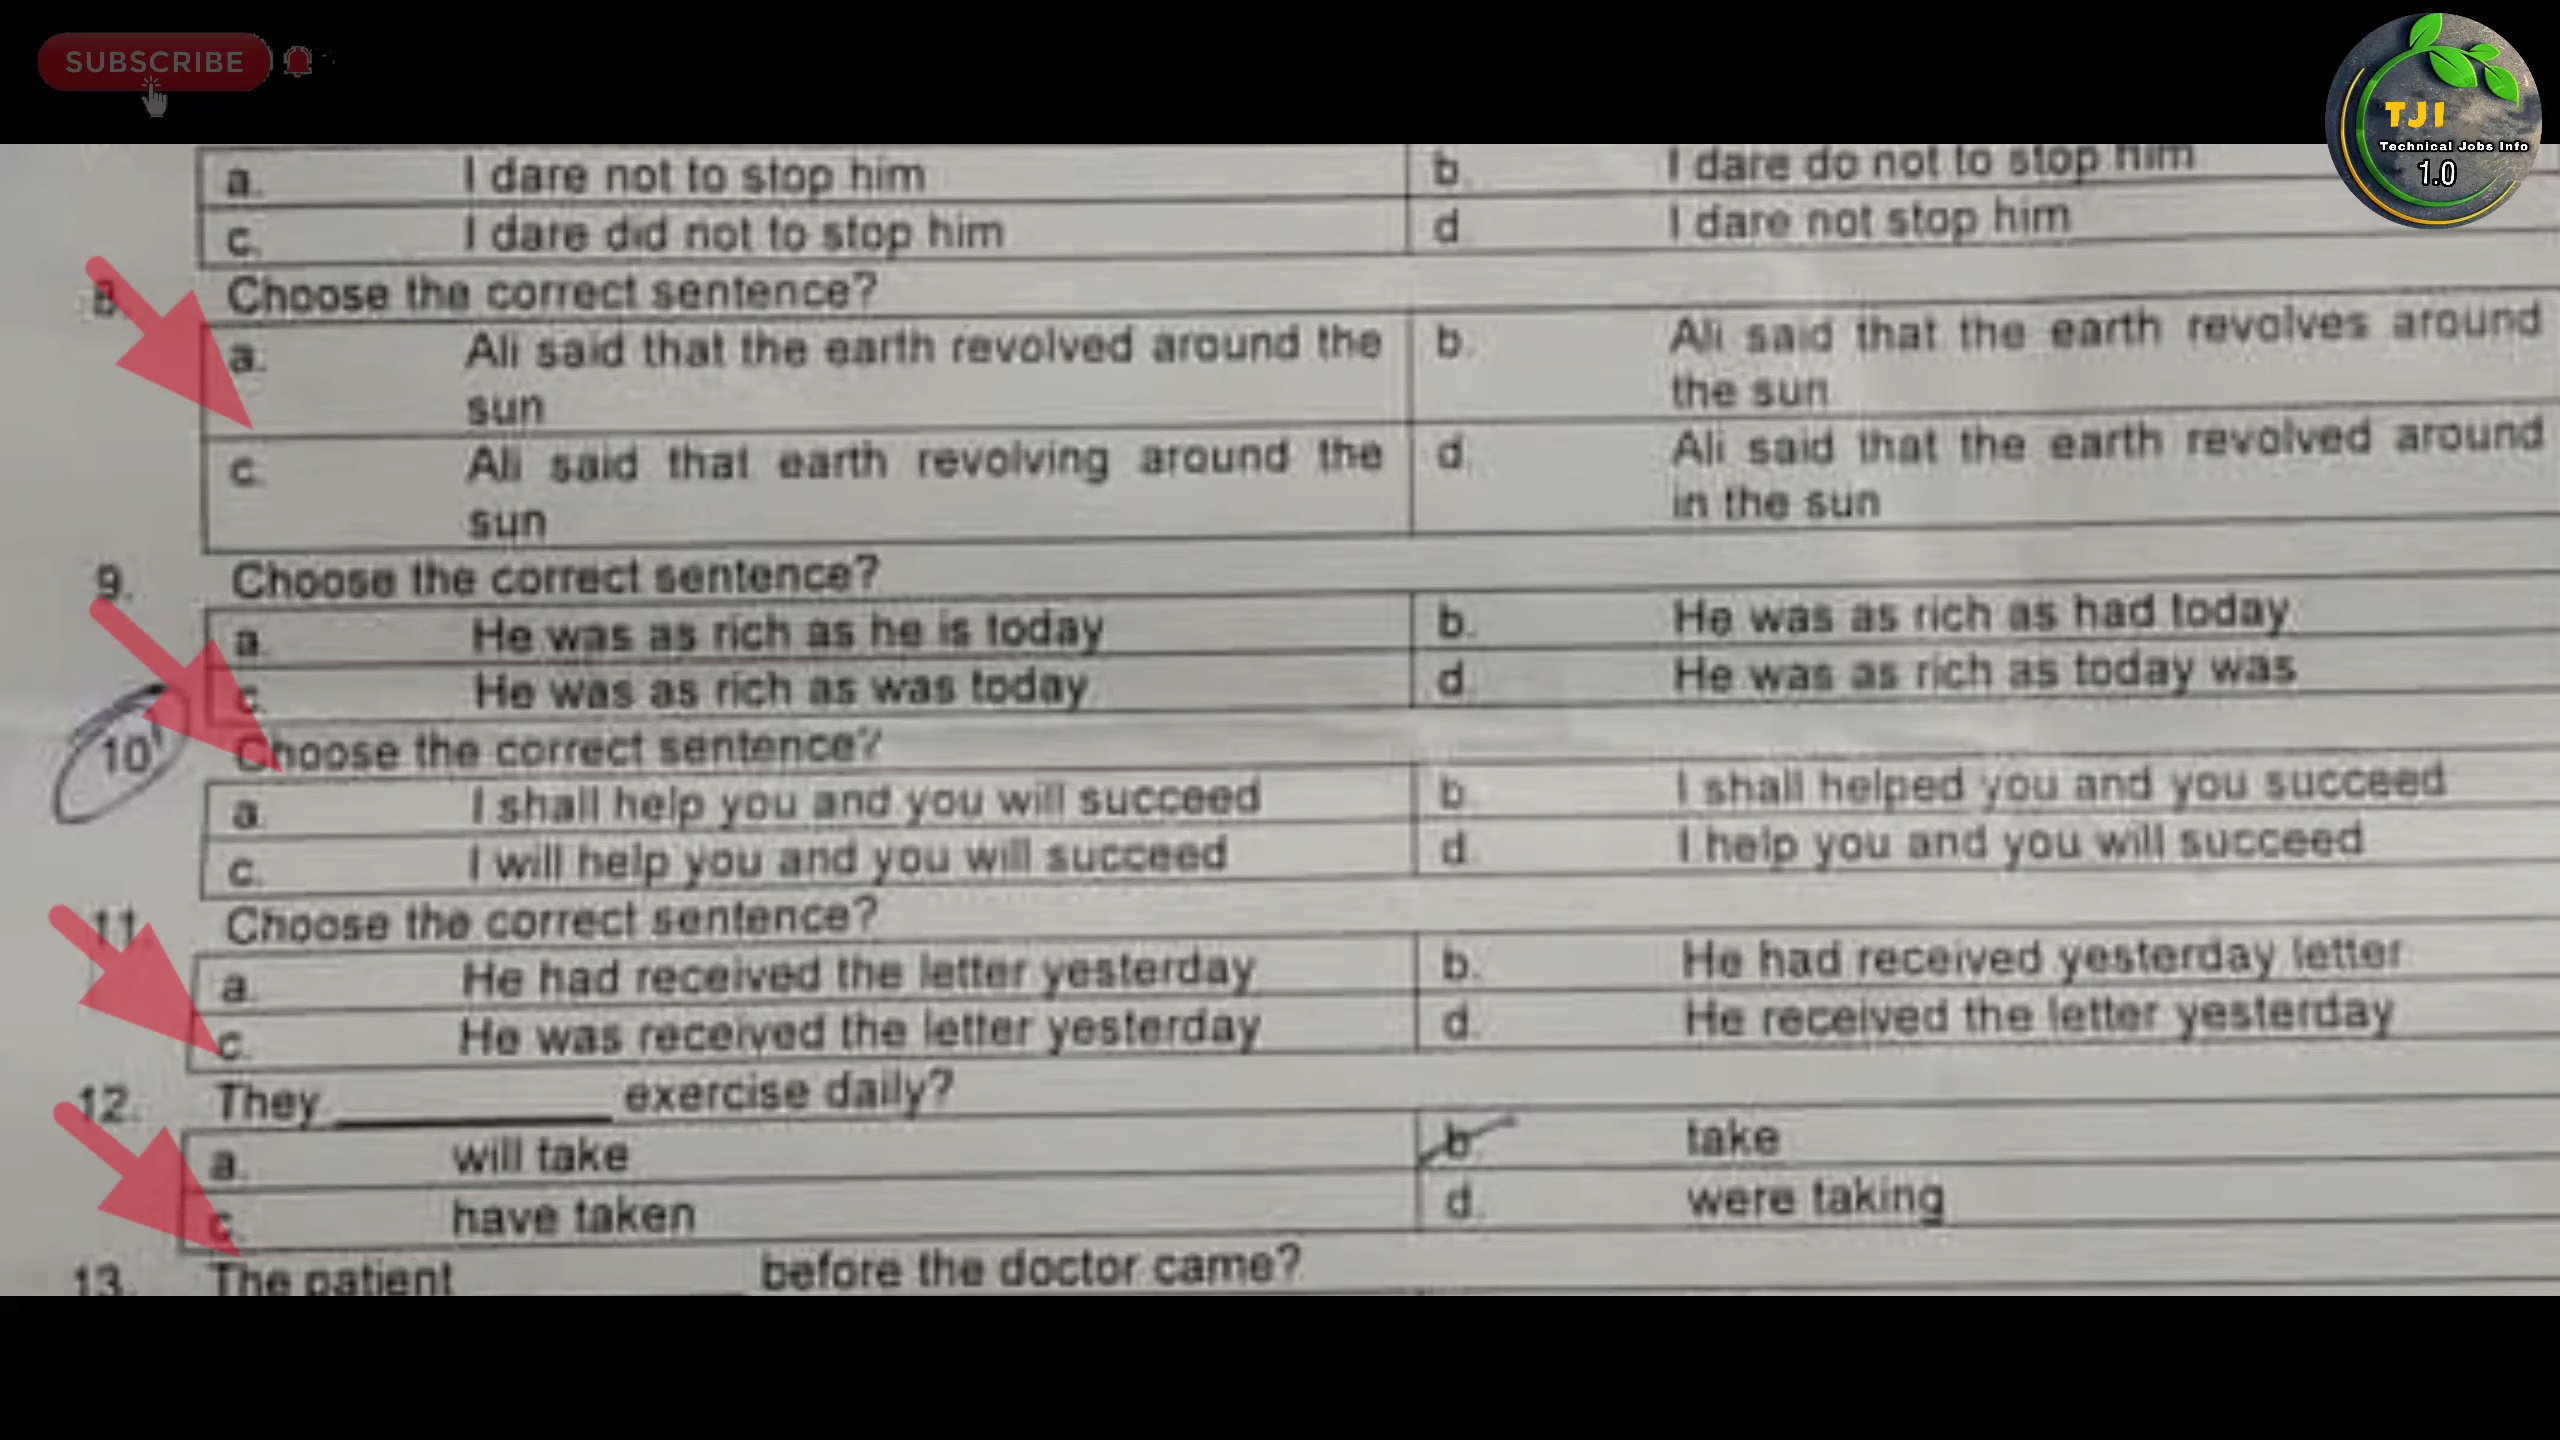 SUBSCRIBE
TJI
Technical Jobs Info
1.0
a. I dare not to stop him b. I dare do not to stop him
c. I dare did not to stop him d. I dare not stop him
8. Choose the correct sentence?
a. Ali said that the earth revolved around the b. Ali said that the earth revolves around
sun the sun
c. Ali said that earth revolving around the d. Ali said that the earth revolved around
sun in the sun
9. Choose the correct sentence?
a. He was as rich as he is today b. He was as rich as had today
c. He was as rich as was today d. He was as rich as today was
10 Choose the correct sentence?
a. I shall help you and you will succeed b. I shall helped you and you succeed
c. I will help you and you will succeed d. I help you and you will succeed
11. Choose the correct sentence?
a. He had received the letter yesterday b. He had received yesterday letter
c. He was received the letter yesterday d. He received the letter yesterday
12. They __________ exercise daily?
a. will take b. take
c. have taken d. were taking
13. The patient __________ before the doctor came?